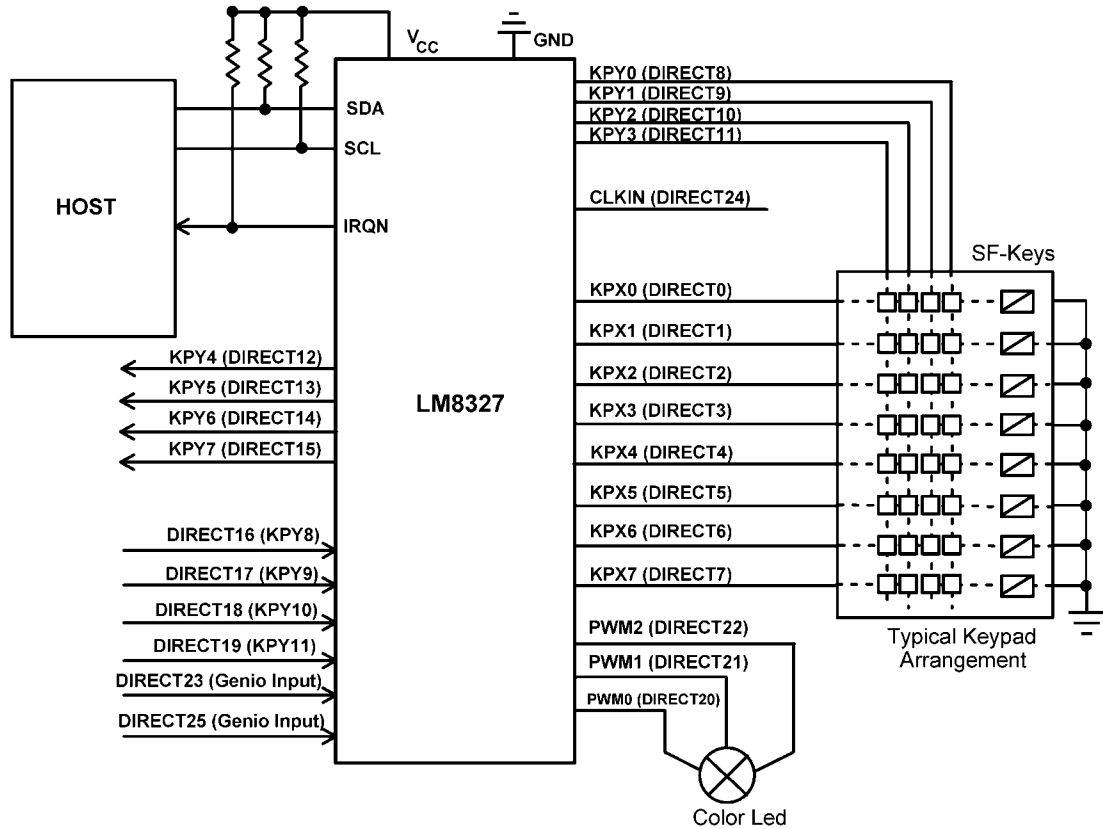 V
CC
GND
HOST
SDA
SCL
IRQN
LM8327
KPY0 (DIRECT8)
KPY1 (DIRECT9)
KPY2 (DIRECT10)
KPY3 (DIRECT11)
CLKIN (DIRECT24)
SF-Keys
KPX0 (DIRECT0)
KPX1 (DIRECT1)
KPX2 (DIRECT2)
KPX3 (DIRECT3)
KPX4 (DIRECT4)
KPX5 (DIRECT5)
KPX6 (DIRECT6)
KPX7 (DIRECT7)
Typical Keypad
Arrangement
KPY4 (DIRECT12)
KPY5 (DIRECT13)
KPY6 (DIRECT14)
KPY7 (DIRECT15)
DIRECT16 (KPY8)
DIRECT17 (KPY9)
DIRECT18 (KPY10)
DIRECT19 (KPY11)
DIRECT23 (Genio Input)
DIRECT25 (Genio Input)
PWM2 (DIRECT22)
PWM1 (DIRECT21)
PWM0 (DIRECT20)
Color Led